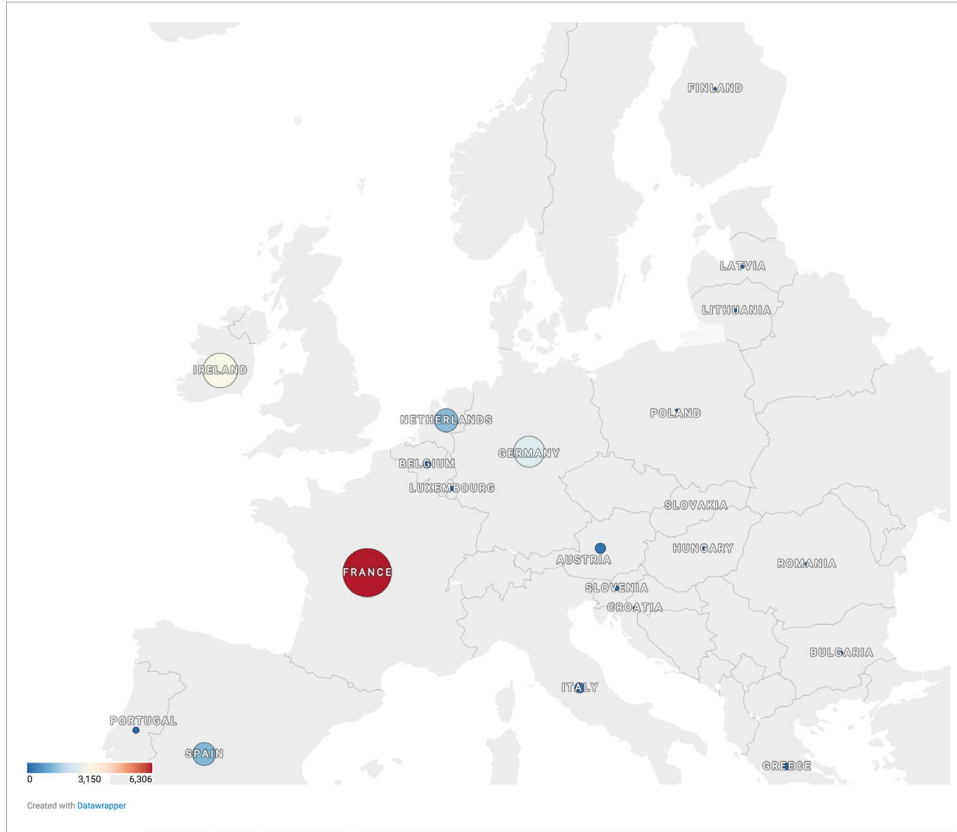 FINLAND
LATVIA
LITHUANIA
IRELAND
NETHERLANDS
POLAND
GERMANY
BELGIUM
LUXEMBOURG
SLOVAKIA
HUNGARY
AUSTRIA
ROMANIA
FRANCE
SLOVENIA
CROATIA
BULGARIA
ITALY
PORTUGAL
SPAIN
GREECE
0 3,150 6,306
Created with Datawrapper